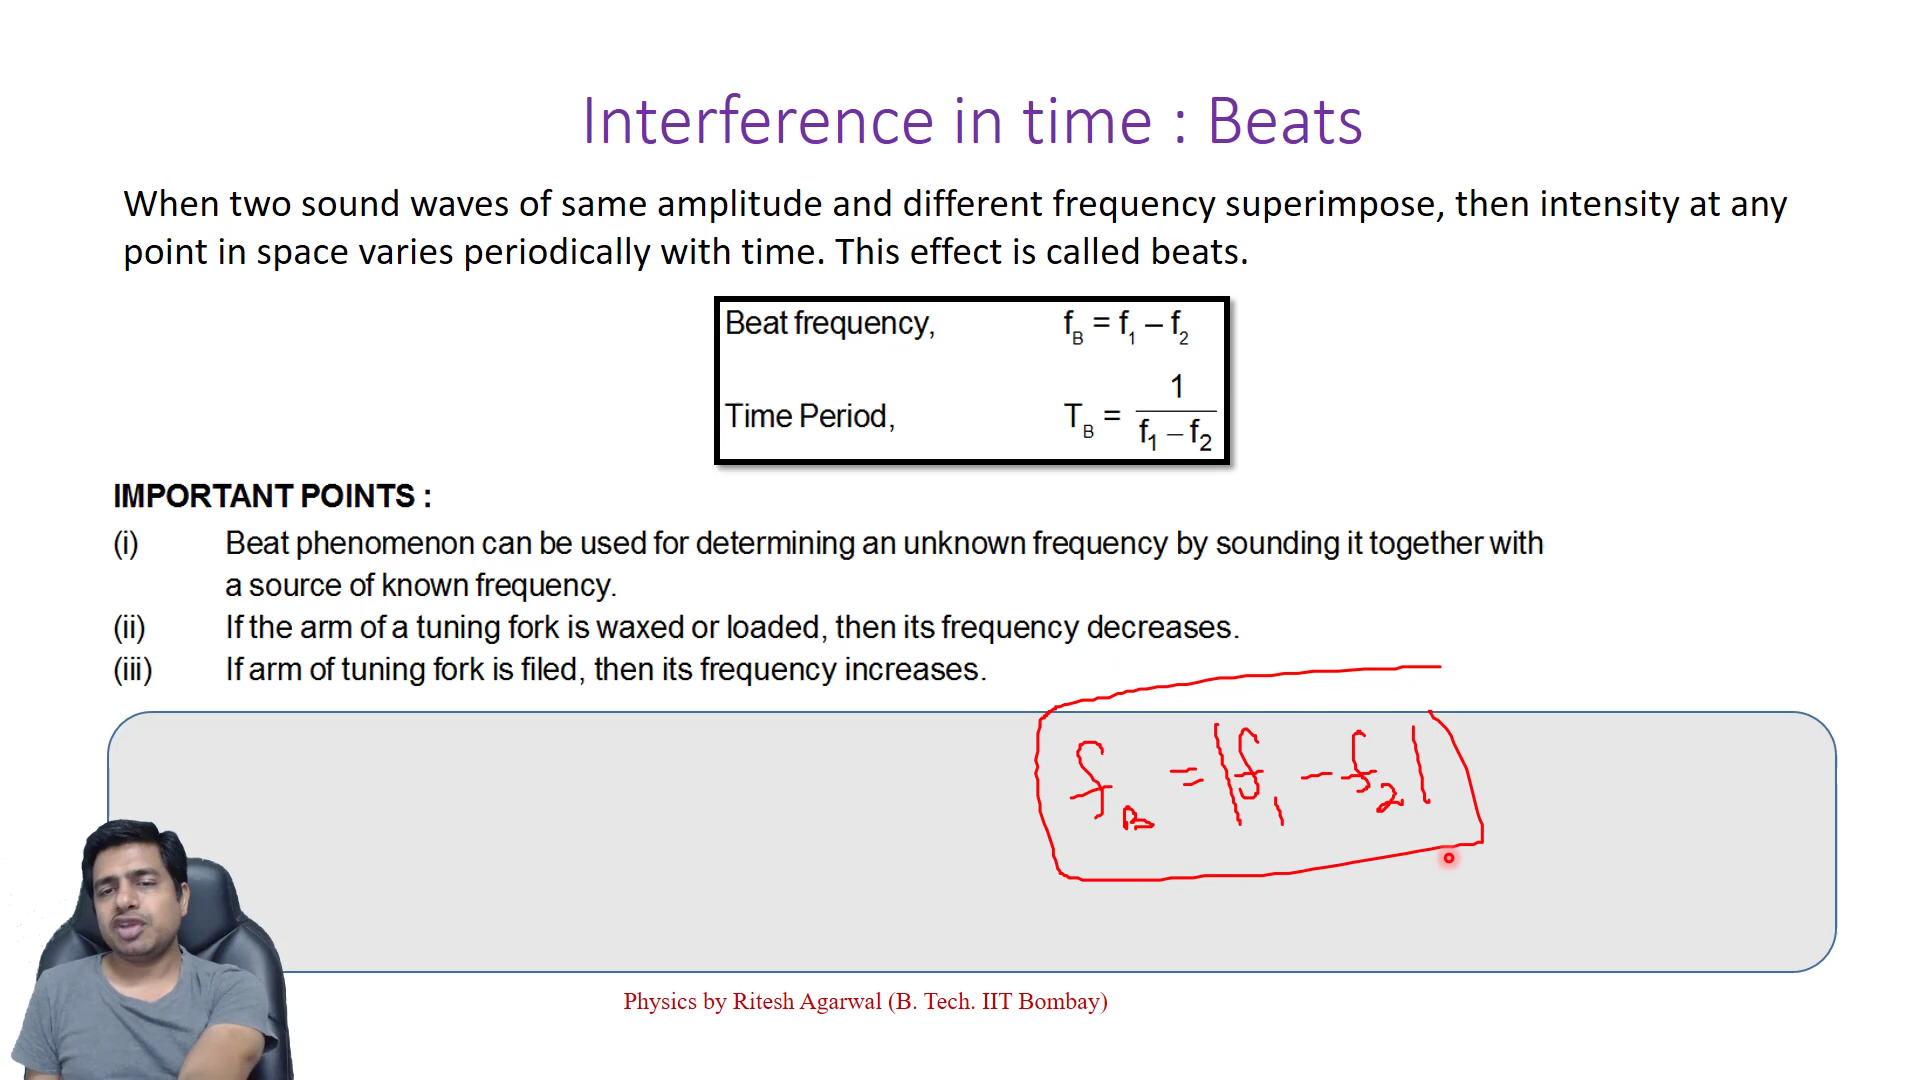 Interference in time : Beats
When two sound waves of same amplitude and different frequency superimpose, then intensity at any
point in space varies periodically with time. This effect is called beats.
Beat frequency, f_B = f_1 – f_2
Time Period, T_B = 1 / (f_1 – f_2)
IMPORTANT POINTS :
(i) Beat phenomenon can be used for determining an unknown frequency by sounding it together with
a source of known frequency.
(ii) If the arm of a tuning fork is waxed or loaded, then its frequency decreases.
(iii) If arm of tuning fork is filed, then its frequency increases.
f_B = |f_1 – f_2|
Physics by Ritesh Agarwal (B. Tech. IIT Bombay)